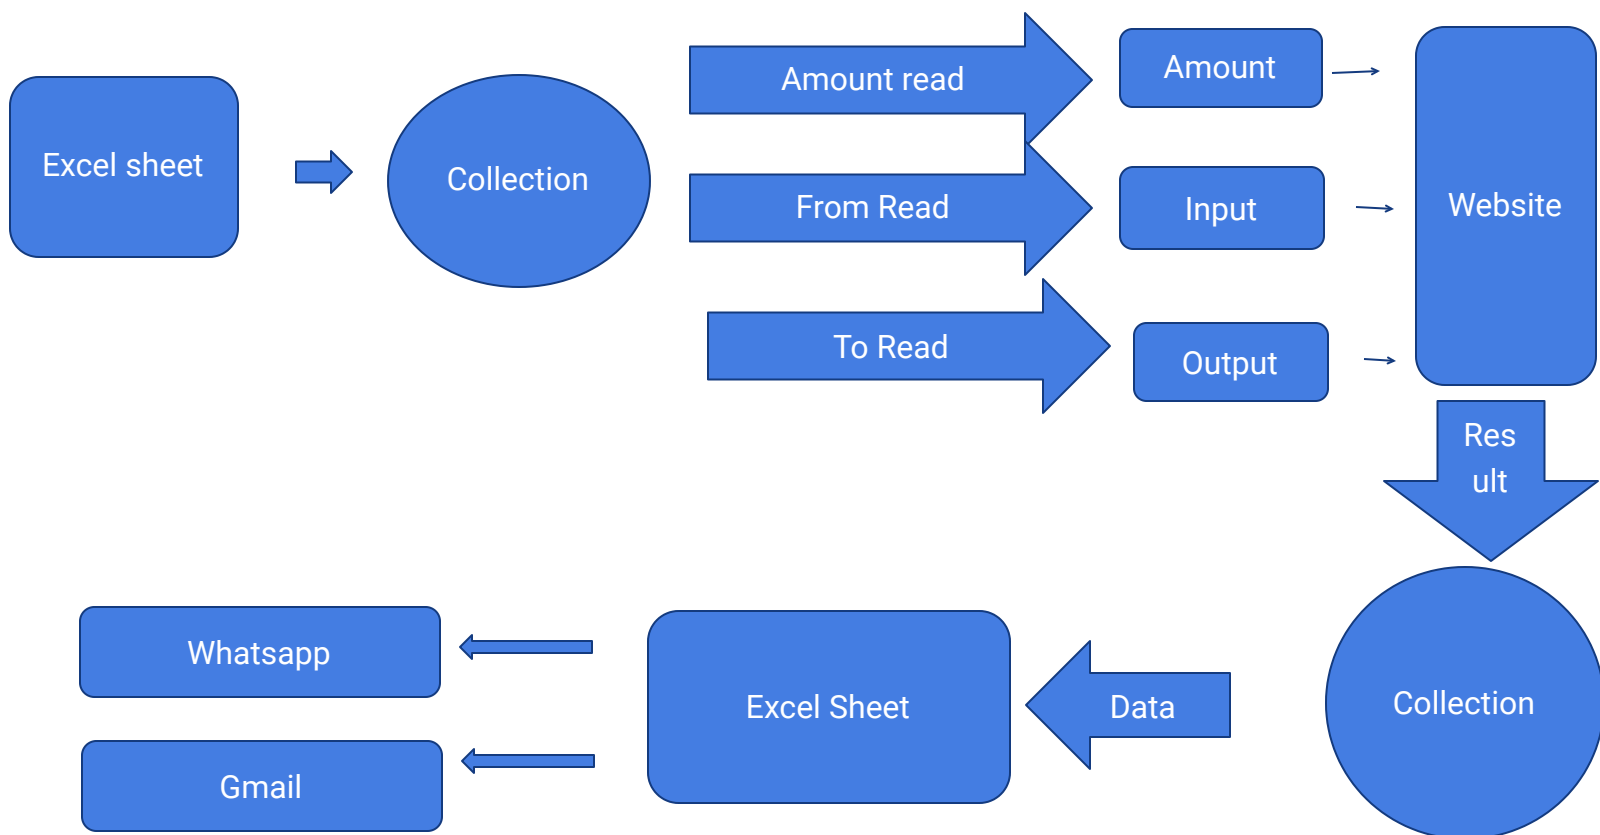 Excel sheet
Collection
Amount read
Amount
From Read
Input
Website
To Read
Output
Res
ult
Collection
Data
Excel Sheet
Whatsapp
Gmail